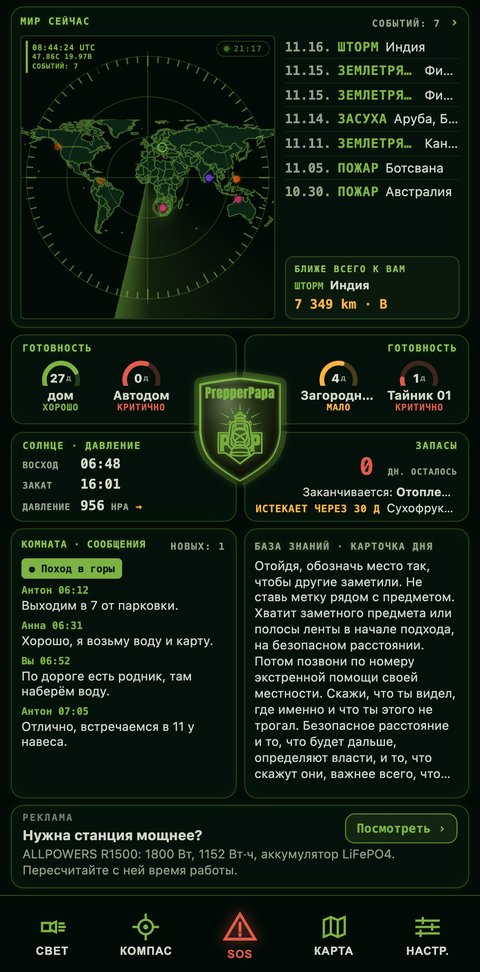 МИР СЕЙЧАС
СОБЫТИЙ: 7 ›
08:44:24 UTC
47.86С 19.97В
СОБЫТИЙ: 7
21:17
11.16. ШТОРМ Индия
11.15. ЗЕМЛЕТРЯ… Фи…
11.15. ЗЕМЛЕТРЯ… Фи…
11.14. ЗАСУХА Аруба, Б…
11.11. ЗЕМЛЕТРЯ… Кан…
11.05. ПОЖАР Ботсвана
10.30. ПОЖАР Австралия
БЛИЖЕ ВСЕГО К ВАМ
ШТОРМ Индия
7 349 km · В
ГОТОВНОСТЬ
27д
дом
ХОРОШО
0д
Автодом
КРИТИЧНО
PrepperPapa
P P
ГОТОВНОСТЬ
4д
Загородн…
МАЛО
1д
Тайник 01
КРИТИЧНО
СОЛНЦЕ · ДАВЛЕНИЕ
ВОСХОД 06:48
ЗАКАТ 16:01
ДАВЛЕНИЕ 956 HPA →
ЗАПАСЫ
0 ДН. ОСТАЛОСЬ
Заканчивается: Отопле…
ИСТЕКАЕТ ЧЕРЕЗ 30 Д Сухофрук…
КОМНАТА · СООБЩЕНИЯ
НОВЫХ: 1
● Поход в горы
Антон 06:12
Выходим в 7 от парковки.
Анна 06:31
Хорошо, я возьму воду и карту.
Вы 06:52
По дороге есть родник, там
наберём воду.
Антон 07:05
Отлично, встречаемся в 11 у
навеса.
БАЗА ЗНАНИЙ · КАРТОЧКА ДНЯ
Отойдя, обозначь место так,
чтобы другие заметили. Не
ставь метку рядом с предметом.
Хватит заметного предмета или
полосы ленты в начале подхода,
на безопасном расстоянии.
Потом позвони по номеру
экстренной помощи своей
местности. Скажи, что ты видел,
где именно и что ты этого не
трогал. Безопасное расстояние
и то, что будет дальше,
определяют власти, и то, что
скажут они, важнее всего, что…
РЕКЛАМА
Нужна станция мощнее?
Посмотреть ›
ALLPOWERS R1500: 1800 Вт, 1152 Вт·ч, аккумулятор LiFePO4.
Пересчитайте с ней время работы.
СВЕТ
КОМПАС
SOS
КАРТА
НАСТР.